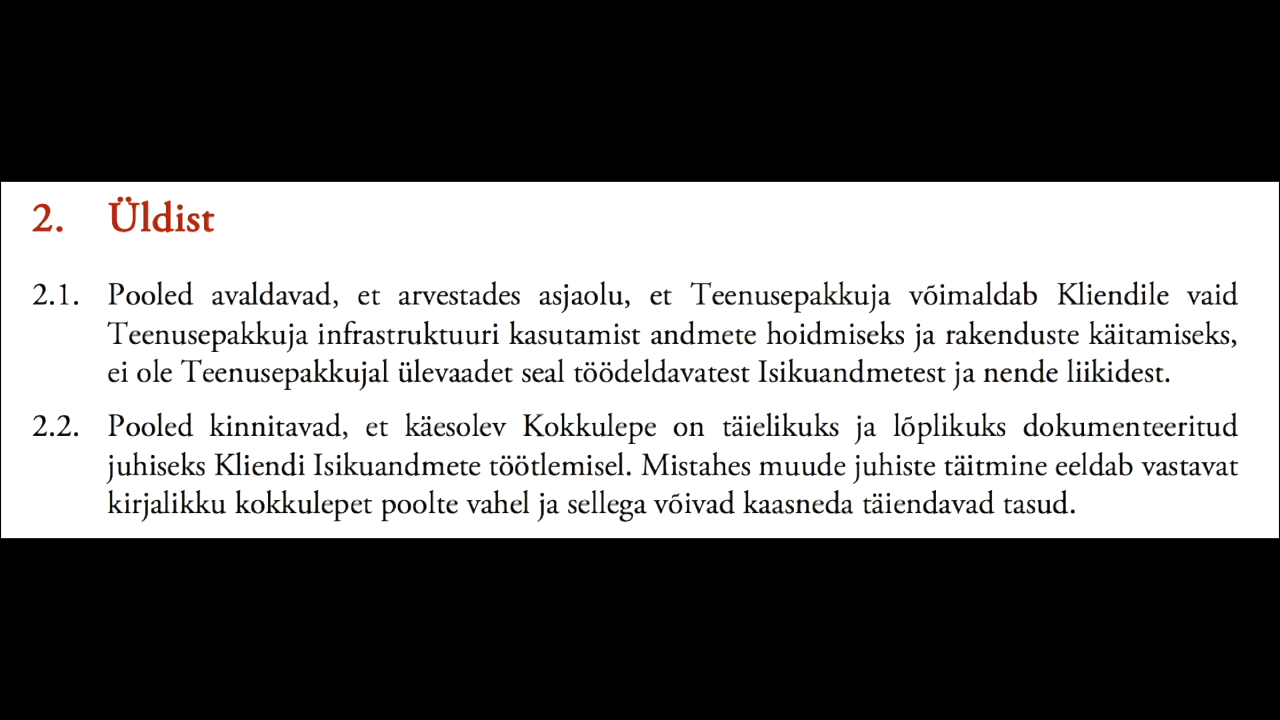 2. Üldist
2.1. Pooled avaldavad, et arvestades asjaolu, et Teenusepakkuja võimaldab Kliendile vaid
Teenusepakkuja infrastruktuuri kasutamist andmete hoidmiseks ja rakenduste käitamiseks,
ei ole Teenusepakkujal ülevaadet seal töödeldavatest Isikuandmetest ja nende liikidest.
2.2. Pooled kinnitavad, et käesolev Kokkulepe on täielikuks ja lõplikuks dokumenteeritud
juhiseks Kliendi Isikuandmete töötlemisel. Mistahes muude juhiste täitmine eeldab vastavat
kirjalikku kokkulepet poolte vahel ja sellega võivad kaasneda täiendavad tasud.